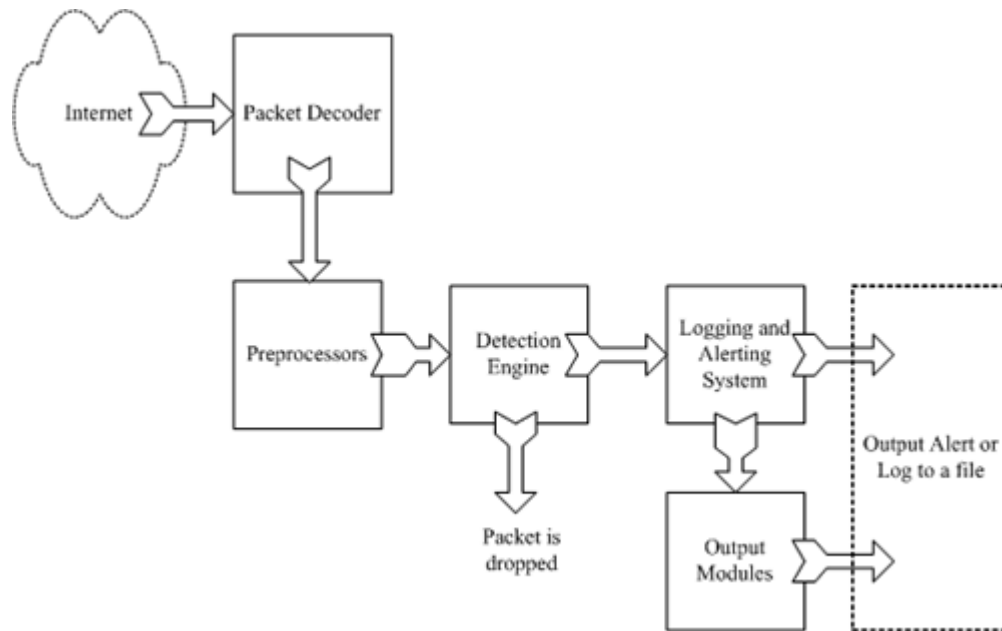 Internet
Packet Decoder
Preprocessors
Detection
Engine
Logging and
Alerting
System
Output Alert or
Log to a file
Packet is
dropped
Output
Modules